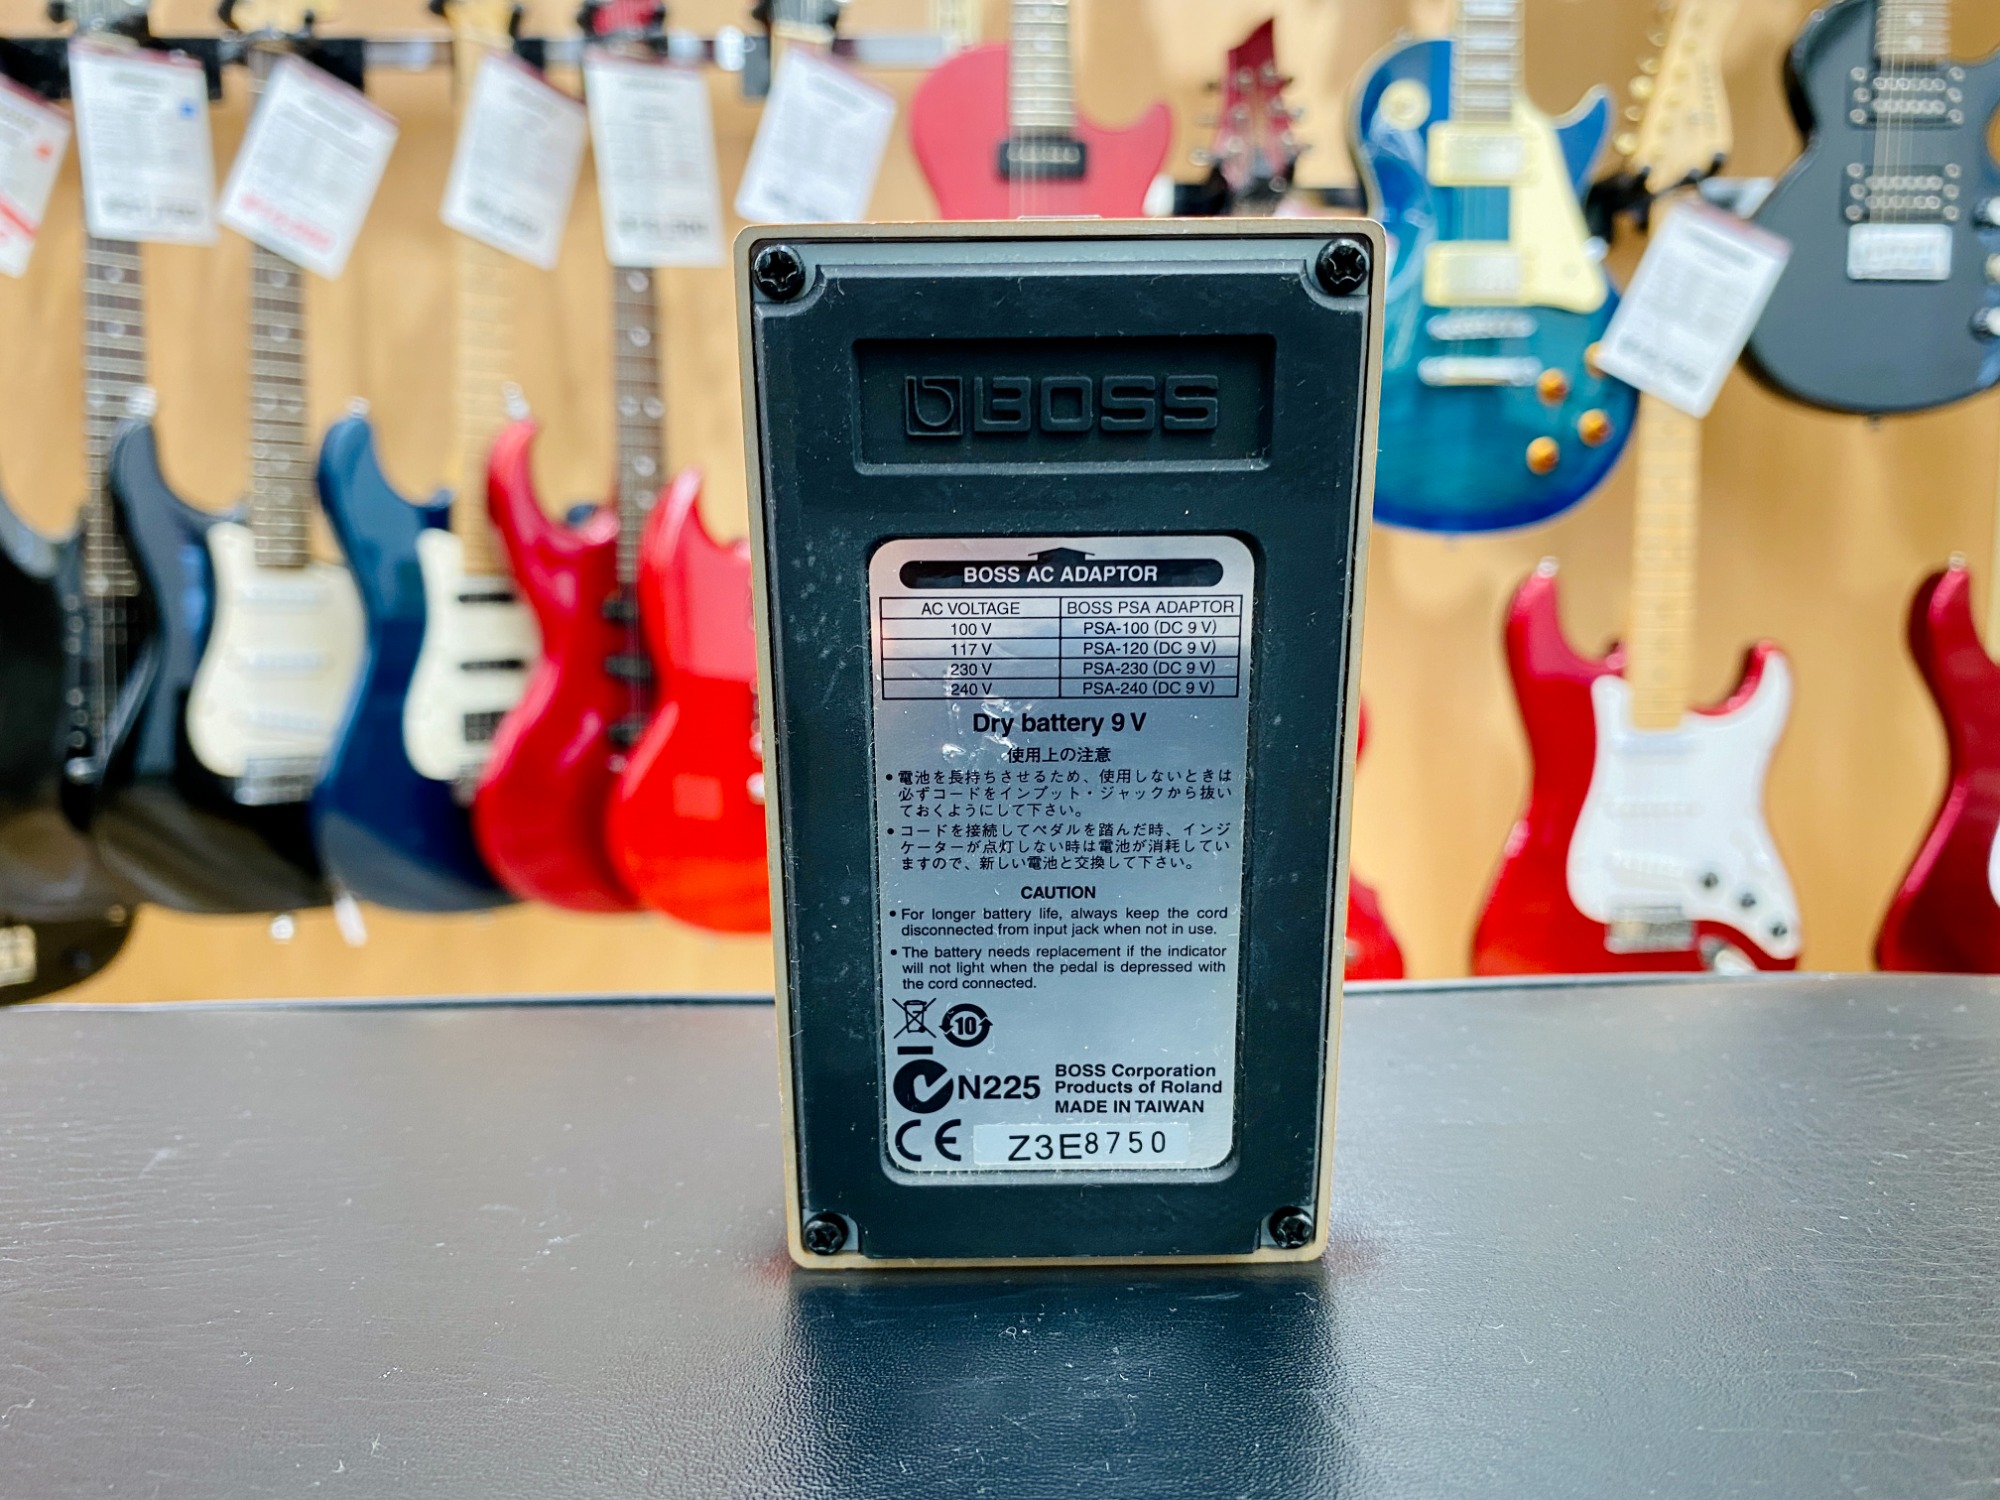 BOSS
BOSS AC ADAPTOR
AC VOLTAGE BOSS PSA ADAPTOR
100 V PSA-100 (DC 9 V)
117 V PSA-120 (DC 9 V)
230 V PSA-230 (DC 9 V)
240 V PSA-240 (DC 9 V)
Dry battery 9 V
使用上の注意
• 電池を長持ちさせるため、使用しないときは
必ずコードをインプット・ジャックから抜い
ておくようにして下さい。
• コードを接続してペダルを踏んだ時、インジ
ケーターが点灯しない時は電池が消耗してい
ますので、新しい電池と交換して下さい。
CAUTION
• For longer battery life, always keep the cord
disconnected from input jack when not in use.
• The battery needs replacement if the indicator
will not light when the pedal is depressed with
the cord connected.
10
N225
BOSS Corporation
Products of Roland
MADE IN TAIWAN
CE
Z3E8750